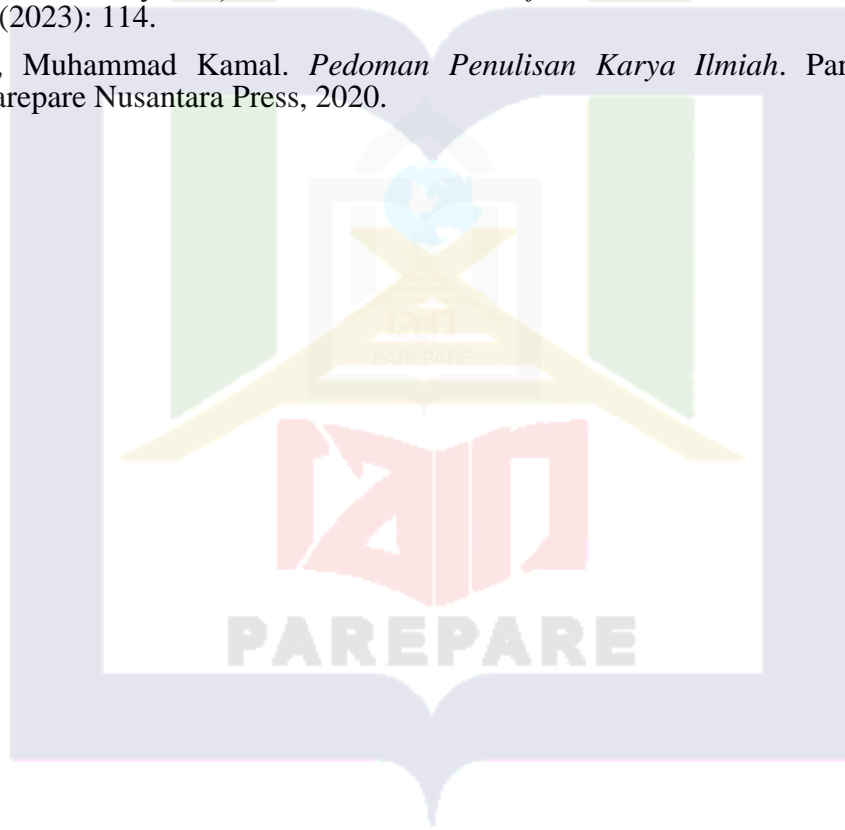 (2023): 114.
, Muhammad Kamal. Pedoman Penulisan Karya Ilmiah. Par
arepare Nusantara Press, 2020.
PAREPARE
PAREPARE